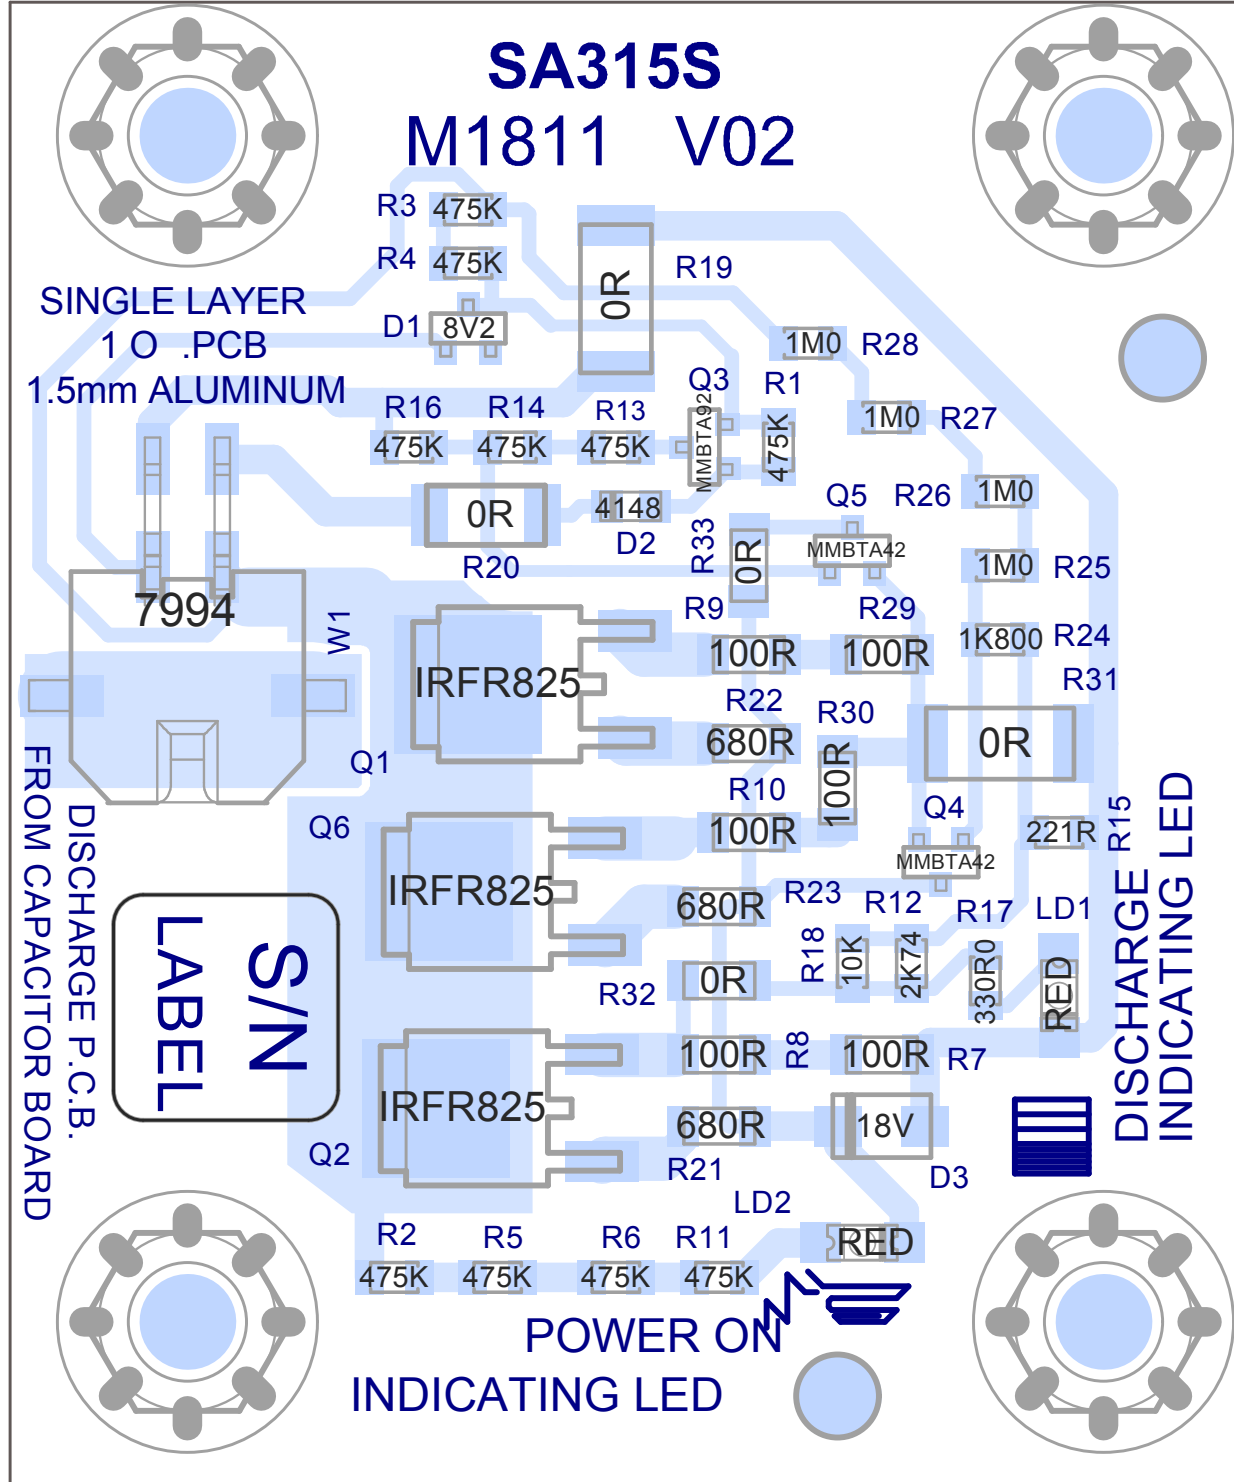 SA315S
M1811 V02
R3
475K
R4
475K
SINGLE LAYER
1 O .PCB
1.5mm ALUMINUM
D1
8V2
0R
R19
1M0
R28
1M0
R27
R16
475K
R14
475K
R13
475K
Q3
MMBTA92
R1
475K
0R
R20
4148
D2
R33
0R
Q5
MMBTA42
R26
1M0
1M0
R25
7994
W1
R9
100R
R29
100R
1K800
R24
IRFR825
Q1
R22
680R
R30
100R
R31
0R
Q6
IRFR825
R10
100R
Q4
MMBTA42
221R
R15
680R
R23
R12
2K74
R18
10K
R17
330R0
LD1
RED
DISCHARGE
INDICATING LED
R32
0R
DISCHARGE P.C.B.
FROM CAPACITOR BOARD
S/N
LABEL
IRFR825
Q2
100R
R8
100R
R7
680R
R21
18V
D3
LD2
RED
R2
475K
R5
475K
R6
475K
R11
475K
POWER ON
INDICATING LED